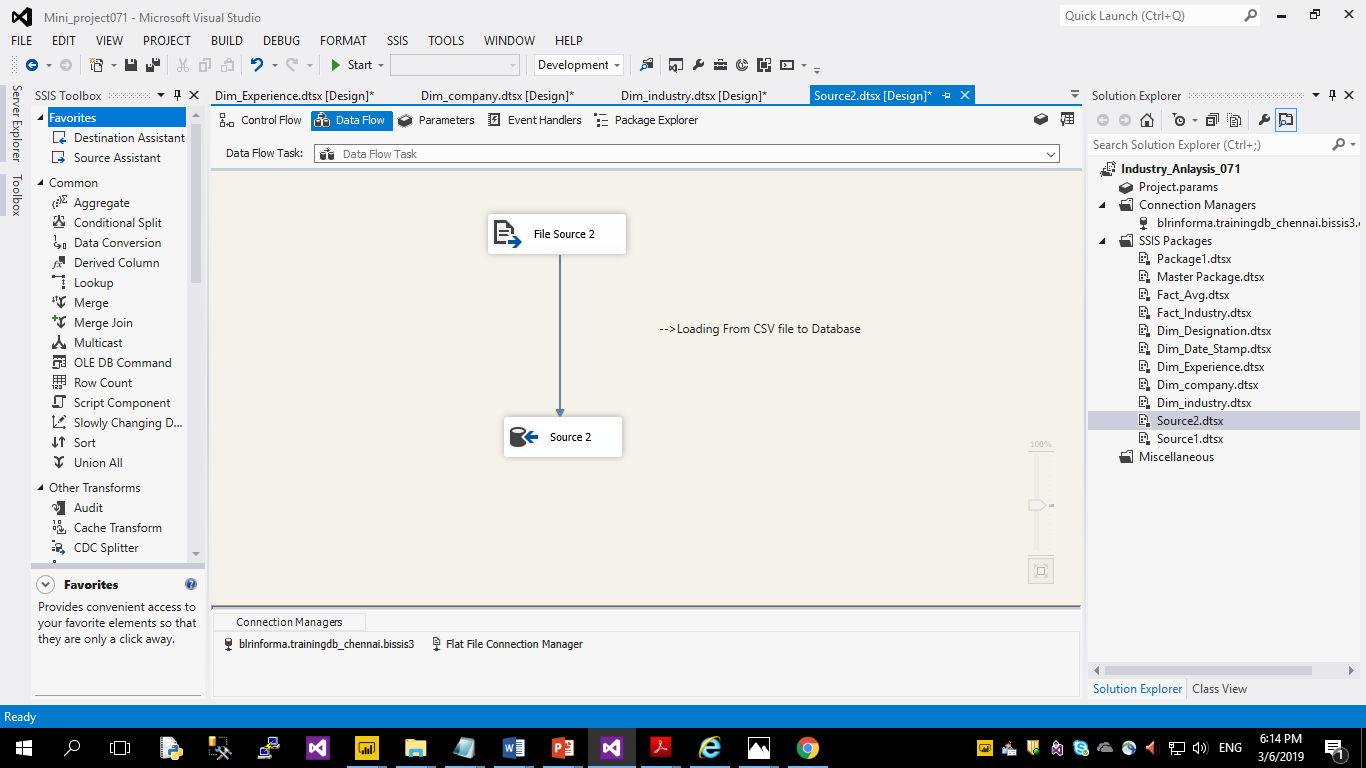 Mini_project071 - Microsoft Visual Studio
Quick Launch (Ctrl+Q)
FILE EDIT VIEW PROJECT BUILD DEBUG FORMAT SSIS TOOLS WINDOW HELP
Start
Development
Server Explorer
Toolbox
SSIS Toolbox
Favorites
Destination Assistant
Source Assistant
Common
Aggregate
Conditional Split
Data Conversion
Derived Column
Lookup
Merge
Merge Join
Multicast
OLE DB Command
Row Count
Script Component
Slowly Changing D...
Sort
Union All
Other Transforms
Audit
Cache Transform
CDC Splitter
Favorites
Provides convenient access to
your favorite elements so that
they are only a click away.
Dim_Experience.dtsx [Design]* Dim_company.dtsx [Design]* Dim_industry.dtsx [Design]* Source2.dtsx [Design]*
Control Flow Data Flow Parameters Event Handlers Package Explorer
Data Flow Task: Data Flow Task
File Source 2
-->Loading From CSV file to Database
Source 2
100%
Connection Managers
blrinforma.trainingdb_chennai.bissis3 Flat File Connection Manager
Solution Explorer
Search Solution Explorer (Ctrl+;)
Industry_Anlaysis_071
Project.params
Connection Managers
blrinforma.trainingdb_chennai.bissis3.c
SSIS Packages
Package1.dtsx
Master Package.dtsx
Fact_Avg.dtsx
Fact_Industry.dtsx
Dim_Designation.dtsx
Dim_Date_Stamp.dtsx
Dim_Experience.dtsx
Dim_company.dtsx
Dim_industry.dtsx
Source2.dtsx
Source1.dtsx
Miscellaneous
Solution Explorer Class View
Ready
ENG
6:14 PM
3/6/2019
1